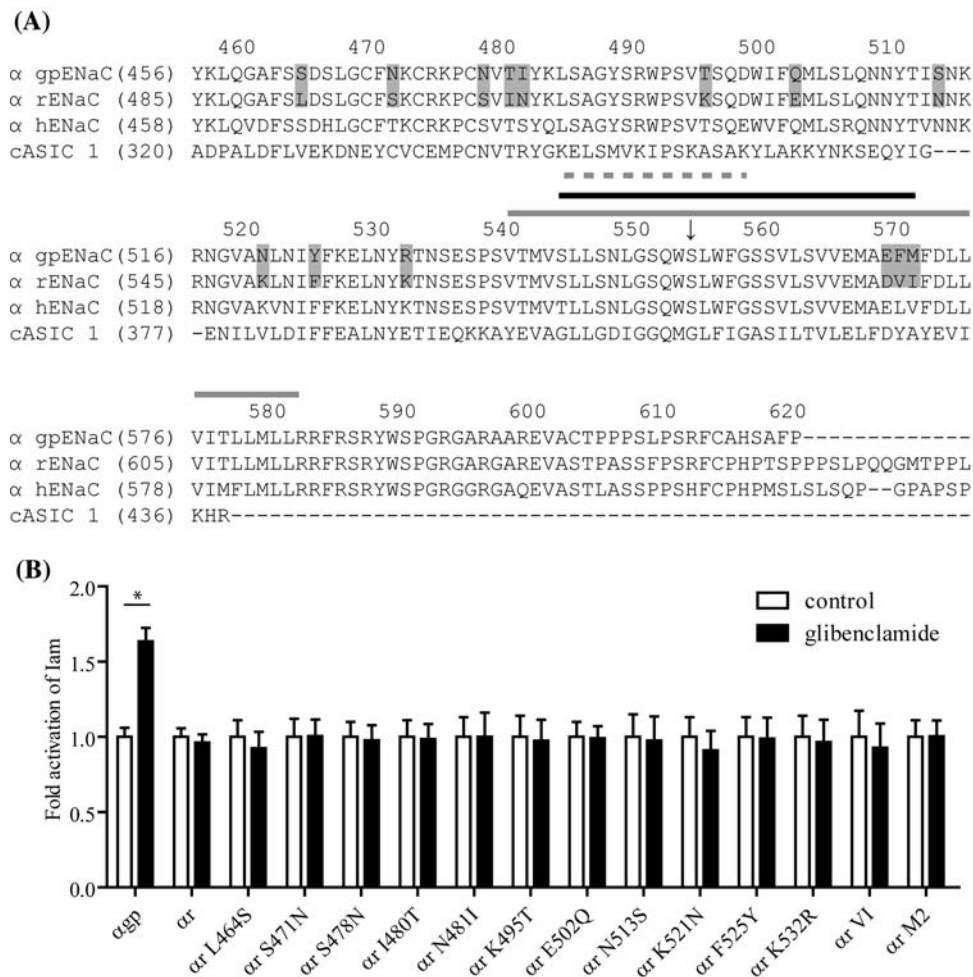 (A)
460 470 480 490 500 510
α gpENaC(456) YKLQGAFSSDSLGCFNKCRKPCNVTIYKLSAGYSRWPSVTSQDWIFQMLSLQNNYTISNK
α rENaC (485) YKLQGAFSLDSLGCFSKCRKPCSVINYKLSAGYSRWPSVKSQDWIFEMLSLQNNYTINNK
α hENaC (458) YKLQVDFSSDHLGCFTKCRKPCSVTSYQLSAGYSRWPSVTSQEWVFQMLSRQNNYTVNNK
cASIC 1 (320) ADPALDFLVEKDNEYCVCEMPCNVTRYGKELSMVKIPSKASAKYLAKKYNKSEQYIG---
520 530 540 550 ↓ 560 570
α gpENaC(516) RNGVANLNIYFKELNYRTNSESPSVTMVSLLSNLGSQWSLWFGSSVLSVVEMAEFMFDLL
α rENaC (545) RNGVAKLNIFFKELNYKTNSESPSVTMVSLLSNLGSQWSLWFGSSVLSVVEMADVIFDLL
α hENaC (518) RNGVAKVNIFFKELNYKTNSESPSVTMVTLLSNLGSQWSLWFGSSVLSVVEMAELVFDLL
cASIC 1 (377) -ENILVLDIFFEALNYETIEQKKAYEVAGLLGDIGGQMGLFIGASILTVLELFDYAYEVI
580 590 600 610 620
α gpENaC(576) VITLLMLLRRFRSRYWSPGRGARAAREVACTPPPSLPSRFCAHSAFP-------------
α rENaC (605) VITLLMLLRRFRSRYWSPGRGARGAREVASTPASSFPSRFCPHPTSPPPSLPQQGMTPPL
α hENaC (578) VIMFLMLLRRFRSRYWSPGRGGRGAQEVASTLASSPPSHFCPHPMSLSLSQP--GPAPSP
cASIC 1 (436) KHR---------------------------------------------------------
(B)
Fold activation of Iam
2.0
1.5
1.0
0.5
0.0
*
control
glibenclamide
αgp
αr
αr L464S
αr S471N
αr S478N
αr I480T
αr N481I
αr K495T
αr E502Q
αr N513S
αr K521N
αr F525Y
αr K532R
αr VI
αr M2